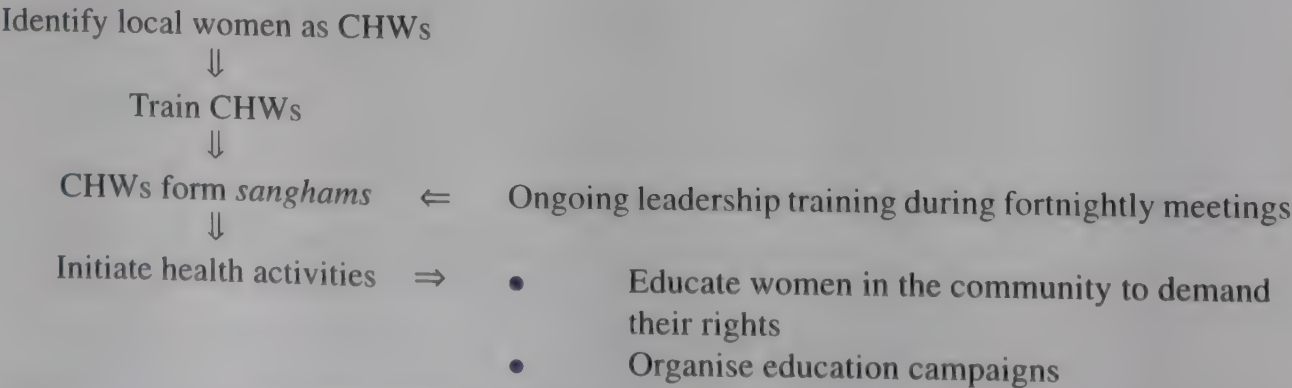 Identify local women as CHWs
⇓
Train CHWs
⇓
CHWs form sanghams ⇐ Ongoing leadership training during fortnightly meetings
⇓
Initiate health activities ⇒ • Educate women in the community to demand
their rights
• Organise education campaigns